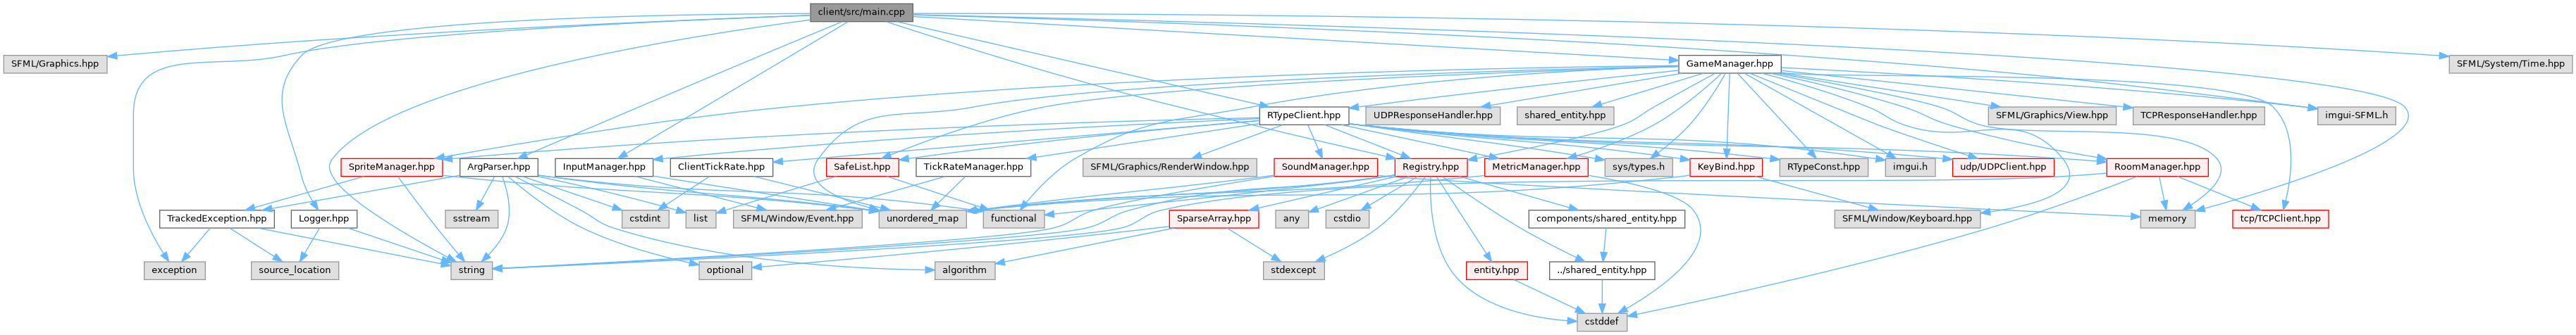 client/src/main.cpp
SFML/Graphics.hpp
GameManager.hpp
SFML/System/Time.hpp
RTypeClient.hpp
UDPResponseHandler.hpp
shared_entity.hpp
SFML/Graphics/View.hpp
TCPResponseHandler.hpp
imgui-SFML.h
SpriteManager.hpp
ArgParser.hpp
InputManager.hpp
ClientTickRate.hpp
SafeList.hpp
TickRateManager.hpp
SFML/Graphics/RenderWindow.hpp
SoundManager.hpp
Registry.hpp
MetricManager.hpp
sys/types.h
KeyBind.hpp
RTypeConst.hpp
imgui.h
udp/UDPClient.hpp
RoomManager.hpp
TrackedException.hpp
Logger.hpp
sstream
cstdint
list
SFML/Window/Event.hpp
unordered_map
functional
SparseArray.hpp
any
cstdio
components/shared_entity.hpp
SFML/Window/Keyboard.hpp
memory
tcp/TCPClient.hpp
exception
source_location
string
optional
algorithm
stdexcept
entity.hpp
../shared_entity.hpp
cstddef